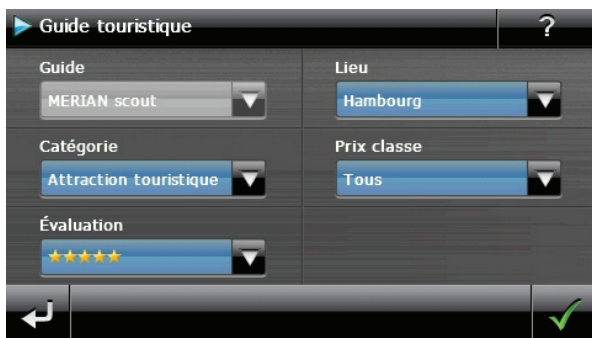 Guide touristique
?
Guide
MERIAN scout
Lieu
Hambourg
Catégorie
Attraction touristique
Prix classe
Tous
Évaluation
★★★★★